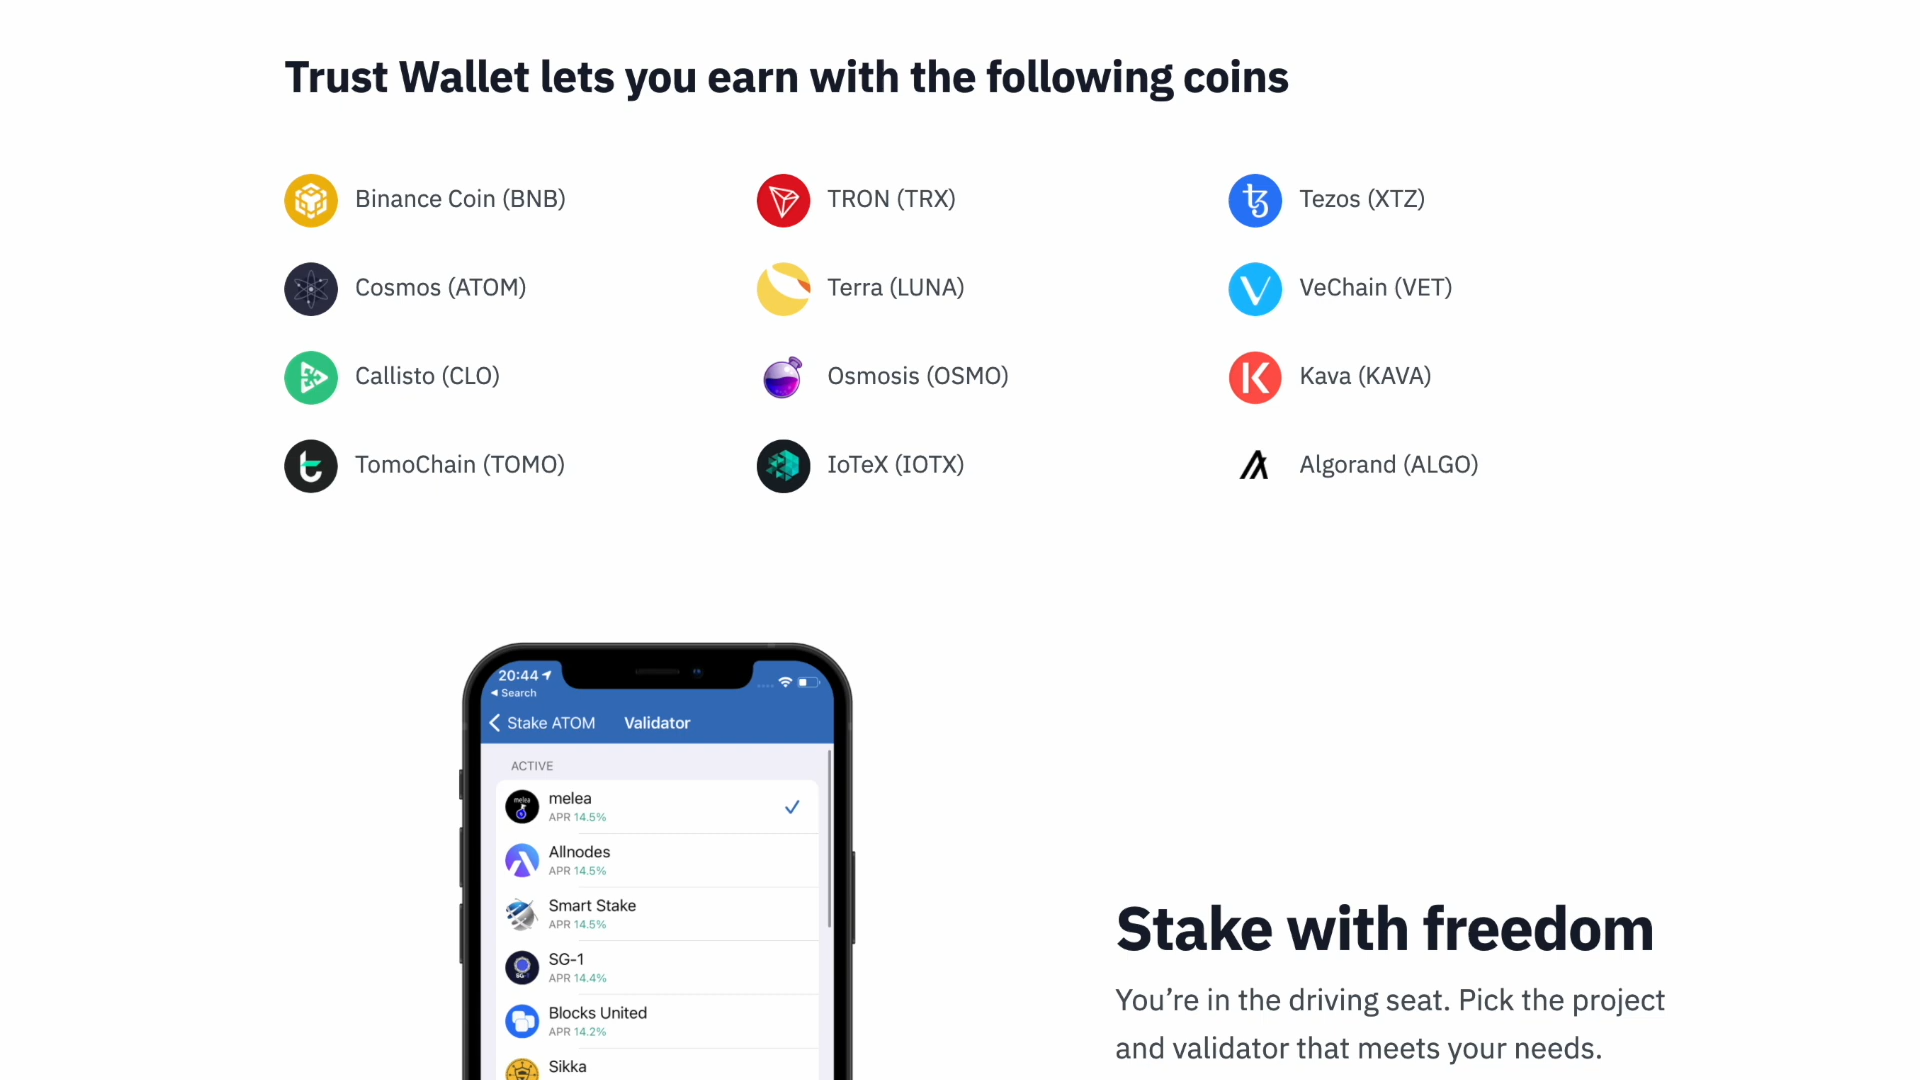 Trust Wallet lets you earn with the following coins
Binance Coin (BNB)
TRON (TRX)
Tezos (XTZ)
Cosmos (ATOM)
Terra (LUNA)
VeChain (VET)
Callisto (CLO)
Osmosis (OSMO)
Kava (KAVA)
TomoChain (TOMO)
IoTeX (IOTX)
Algorand (ALGO)
20:44
Search
Stake ATOM
Validator
ACTIVE
melea
melea
APR 14.5%
Allnodes
APR 14.5%
Smart Stake
APR 14.5%
SG-1
SG-1
APR 14.4%
Blocks United
APR 14.2%
Sikka
Stake with freedom
You’re in the driving seat. Pick the project
and validator that meets your needs.